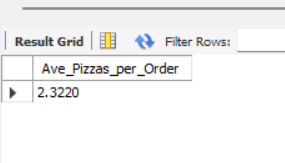 Result Grid | Filter Rows:
Ave_Pizzas_per_Order
2.3220